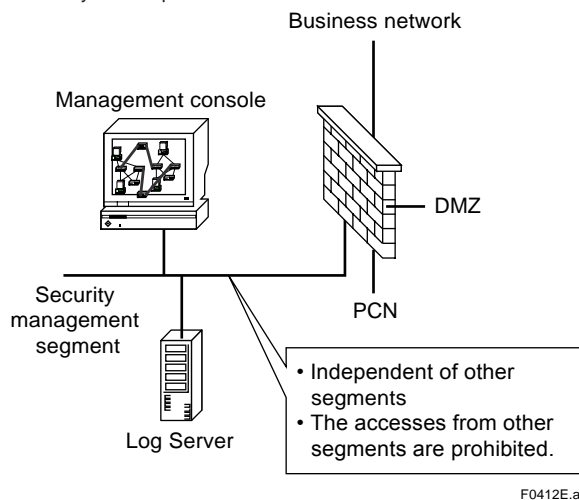 Business network
Management console
DMZ
Security
management
segment
PCN
Log Server
• Independent of other
segments
• The accesses from other
segments are prohibited.
F0412E.a